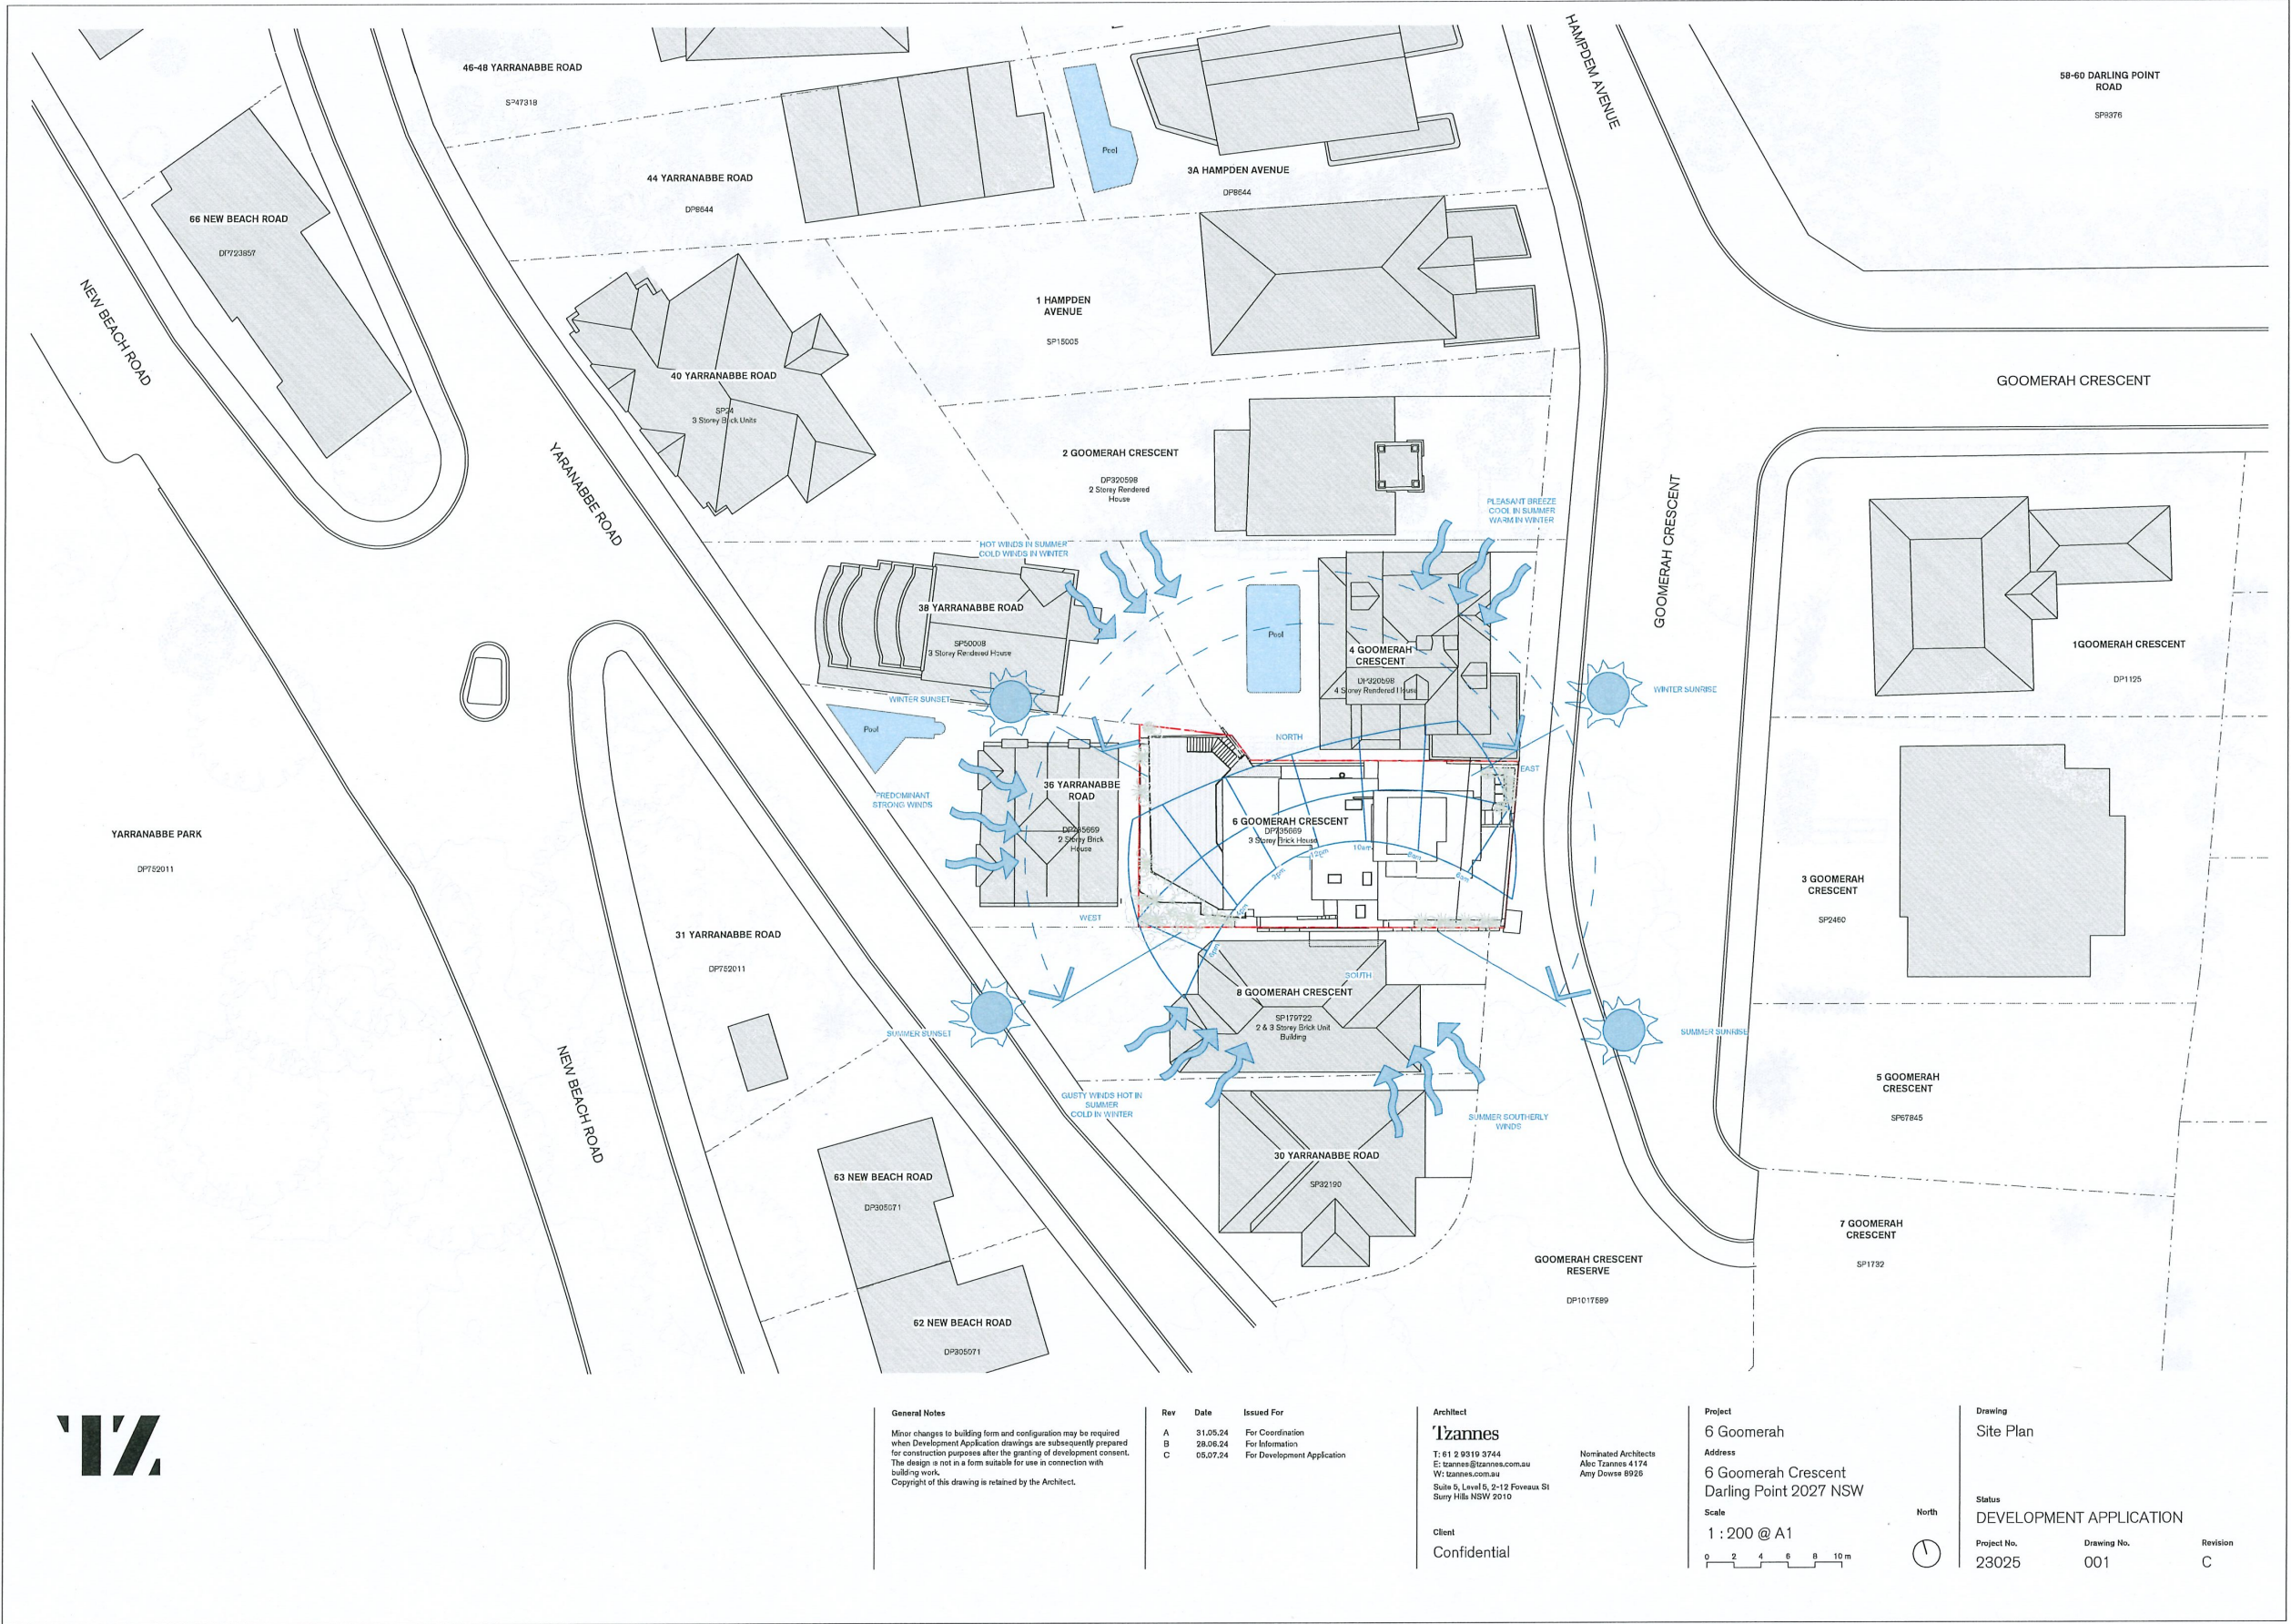 HAMPDEM AVENUE
46-48 YARRANABBE ROAD
SP47318
58-60 DARLING POINT
ROAD
SP9376
Pool
44 YARRANABBE ROAD
DP8644
3A HAMPDEN AVENUE
DP8644
66 NEW BEACH ROAD
DP723857
NEW BEACH ROAD
1 HAMPDEN
AVENUE
SP15005
40 YARRANABBE ROAD
SP24
3 Storey Brick Units
GOOMERAH CRESCENT
YARANABBE ROAD
2 GOOMERAH CRESCENT
DP320598
2 Storey Rendered
House
GOOMERAH CRESCENT
PLEASANT BREEZE
COOL IN SUMMER
WARM IN WINTER
HOT WINDS IN SUMMER
COLD WINDS IN WINTER
38 YARRANABBE ROAD
SP50008
3 Storey Rendered House
Pool
4 GOOMERAH
CRESCENT
DP320598
4 Storey Rendered House
1GOOMERAH CRESCENT
DP1125
WINTER SUNSET
WINTER SUNRISE
Pool
NORTH
EAST
36 YARRANABBE
ROAD
DP735669
2 Storey Brick
House
PREDOMINANT
STRONG WINDS
6 GOOMERAH CRESCENT
DP735669
3 Storey Brick House
2pm
12pm
10am
8am
6am
4pm
6pm
YARRANABBE PARK
DP752011
3 GOOMERAH
CRESCENT
SP2460
WEST
31 YARRANABBE ROAD
DP752011
SOUTH
8 GOOMERAH CRESCENT
SP179722
2 & 3 Storey Brick Unit
Building
SUMMER SUNSET
SUMMER SUNRISE
NEW BEACH ROAD
GUSTY WINDS HOT IN
SUMMER
COLD IN WINTER
SUMMER SOUTHERLY
WINDS
5 GOOMERAH
CRESCENT
SP67845
30 YARRANABBE ROAD
SP32190
63 NEW BEACH ROAD
DP305071
7 GOOMERAH
CRESCENT
SP1732
GOOMERAH CRESCENT
RESERVE
DP1017589
62 NEW BEACH ROAD
DP305071
TZ
General Notes
Minor changes to building form and configuration may be required
when Development Application drawings are subsequently prepared
for construction purposes after the granting of development consent.
The design is not in a form suitable for use in connection with
building work.
Copyright of this drawing is retained by the Architect.
Rev Date Issued For
A 31.05.24 For Coordination
B 28.06.24 For Information
C 05.07.24 For Development Application
Architect
Tzannes
T: 61 2 9319 3744
E: tzannes@tzannes.com.au
W: tzannes.com.au
Suite 5, Level 5, 2-12 Foveaux St
Surry Hills NSW 2010
Nominated Architects
Alec Tzannes 4174
Amy Dowse 8926
Client
Confidential
Project
6 Goomerah
Address
6 Goomerah Crescent
Darling Point 2027 NSW
Scale
1 : 200 @ A1
0 2 4 6 8 10 m
North
Drawing
Site Plan
Status
DEVELOPMENT APPLICATION
Project No. Drawing No. Revision
23025 001 C